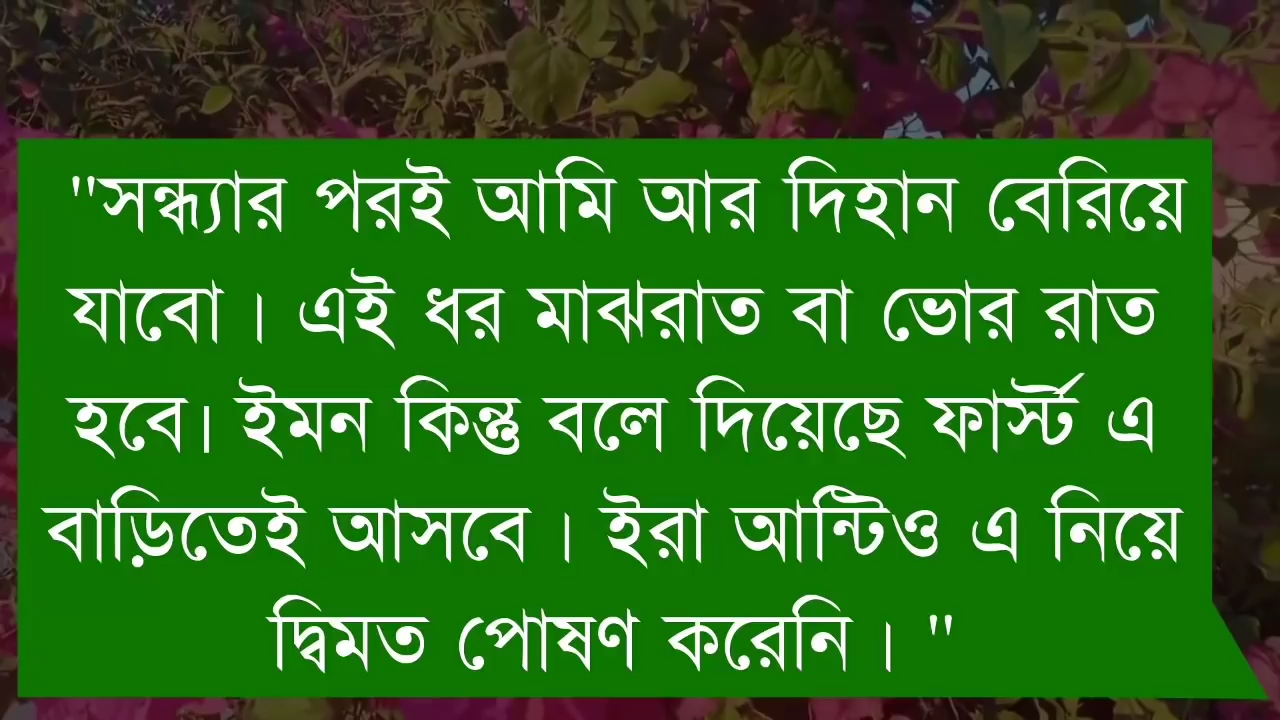 "সন্ধ্যার পরই আমি আর দিহান বেরিয়ে
যাবো । এই ধর মাঝরাত বা ভোর রাত
হবে। ইমন কিন্তু বলে দিয়েছে ফার্স্ট এ
বাড়িতেই আসবে । ইরা আন্টিও এ নিয়ে
দ্বিমত পোষণ করেনি । "